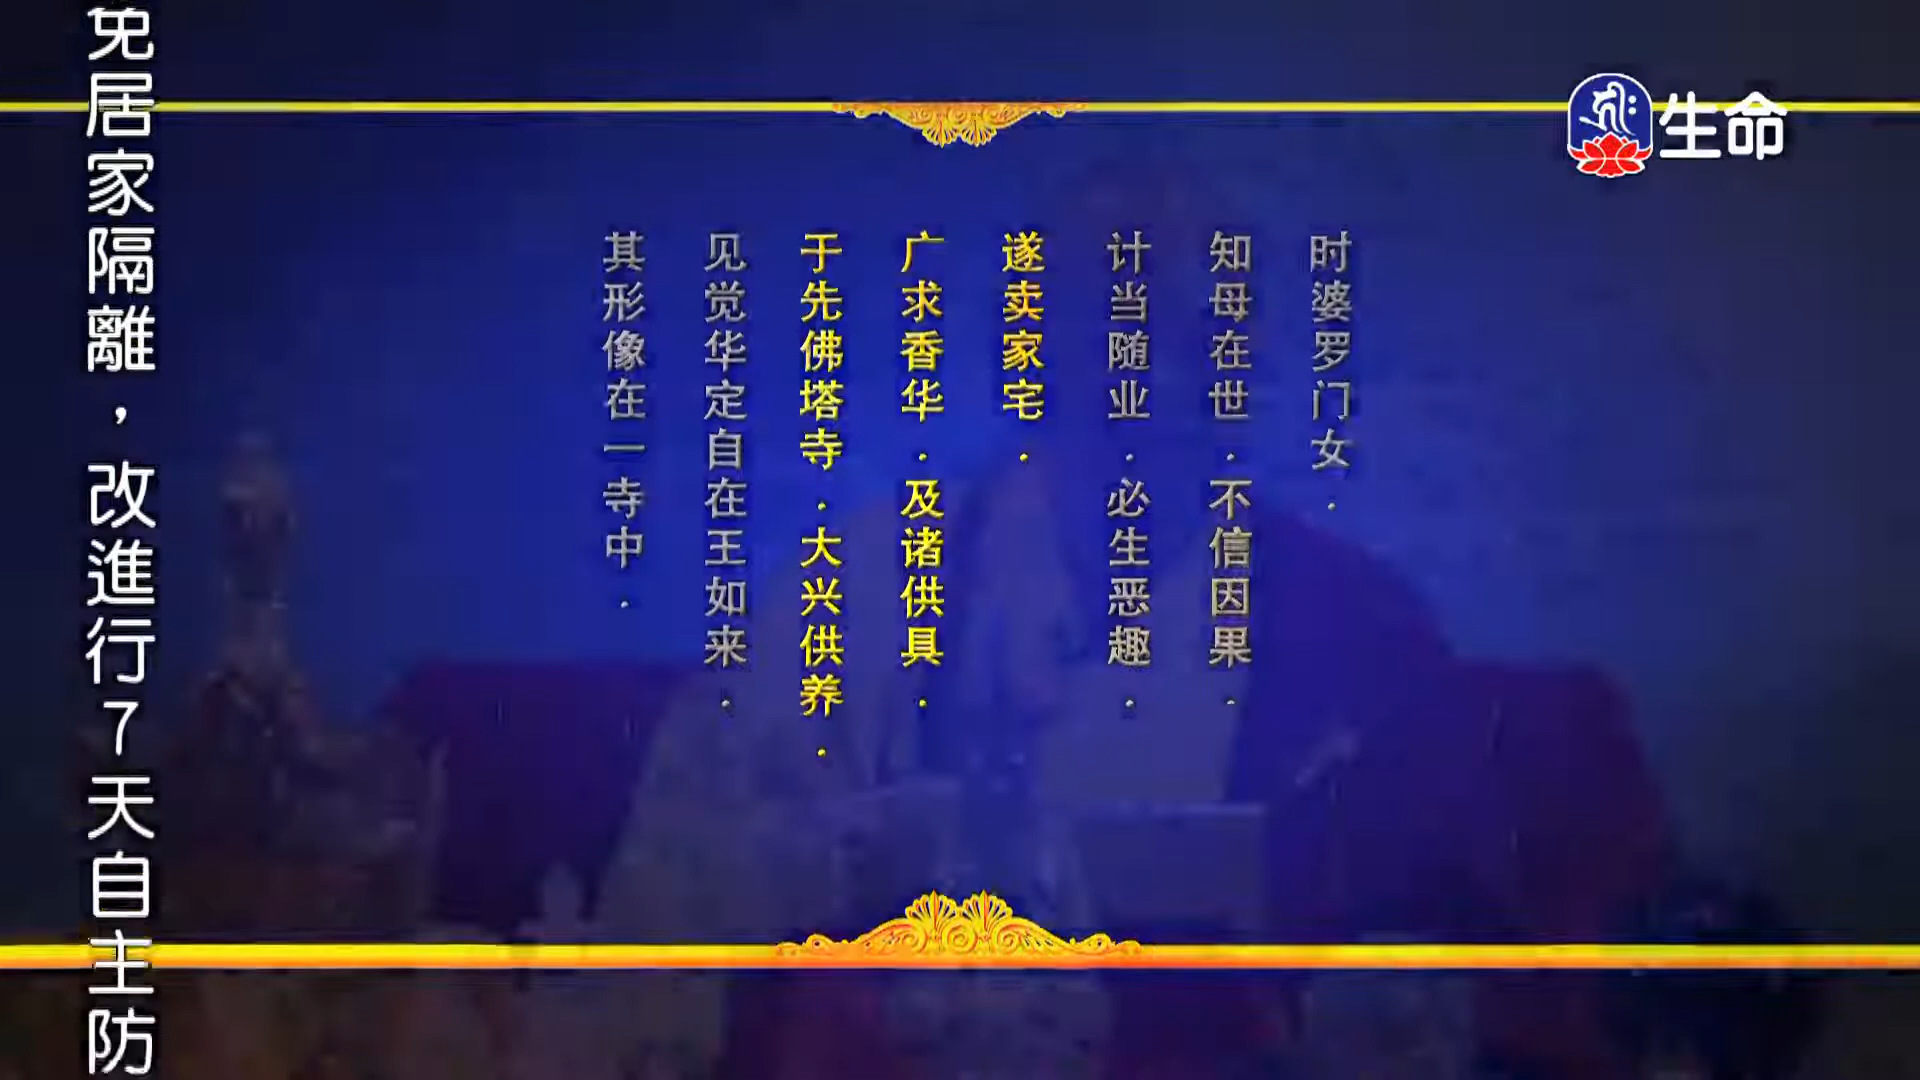 生命
时婆罗门女．
知母在世．不信因果．
计当随业．必生恶趣．
遂卖家宅．
广求香华．及诸供具．
于先佛塔寺．大兴供养．
见觉华定自在王如来．
其形像在一寺中．
免居家隔離，改進行7天自主防